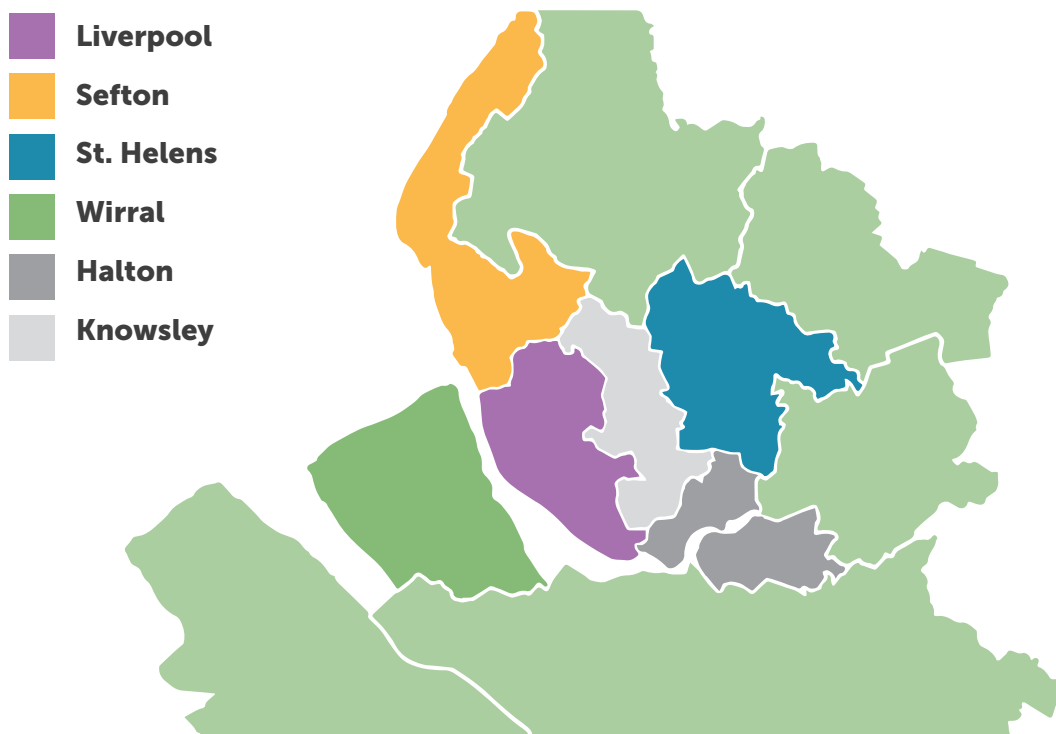 Liverpool
Sefton
St. Helens
Wirral
Halton
Knowsley